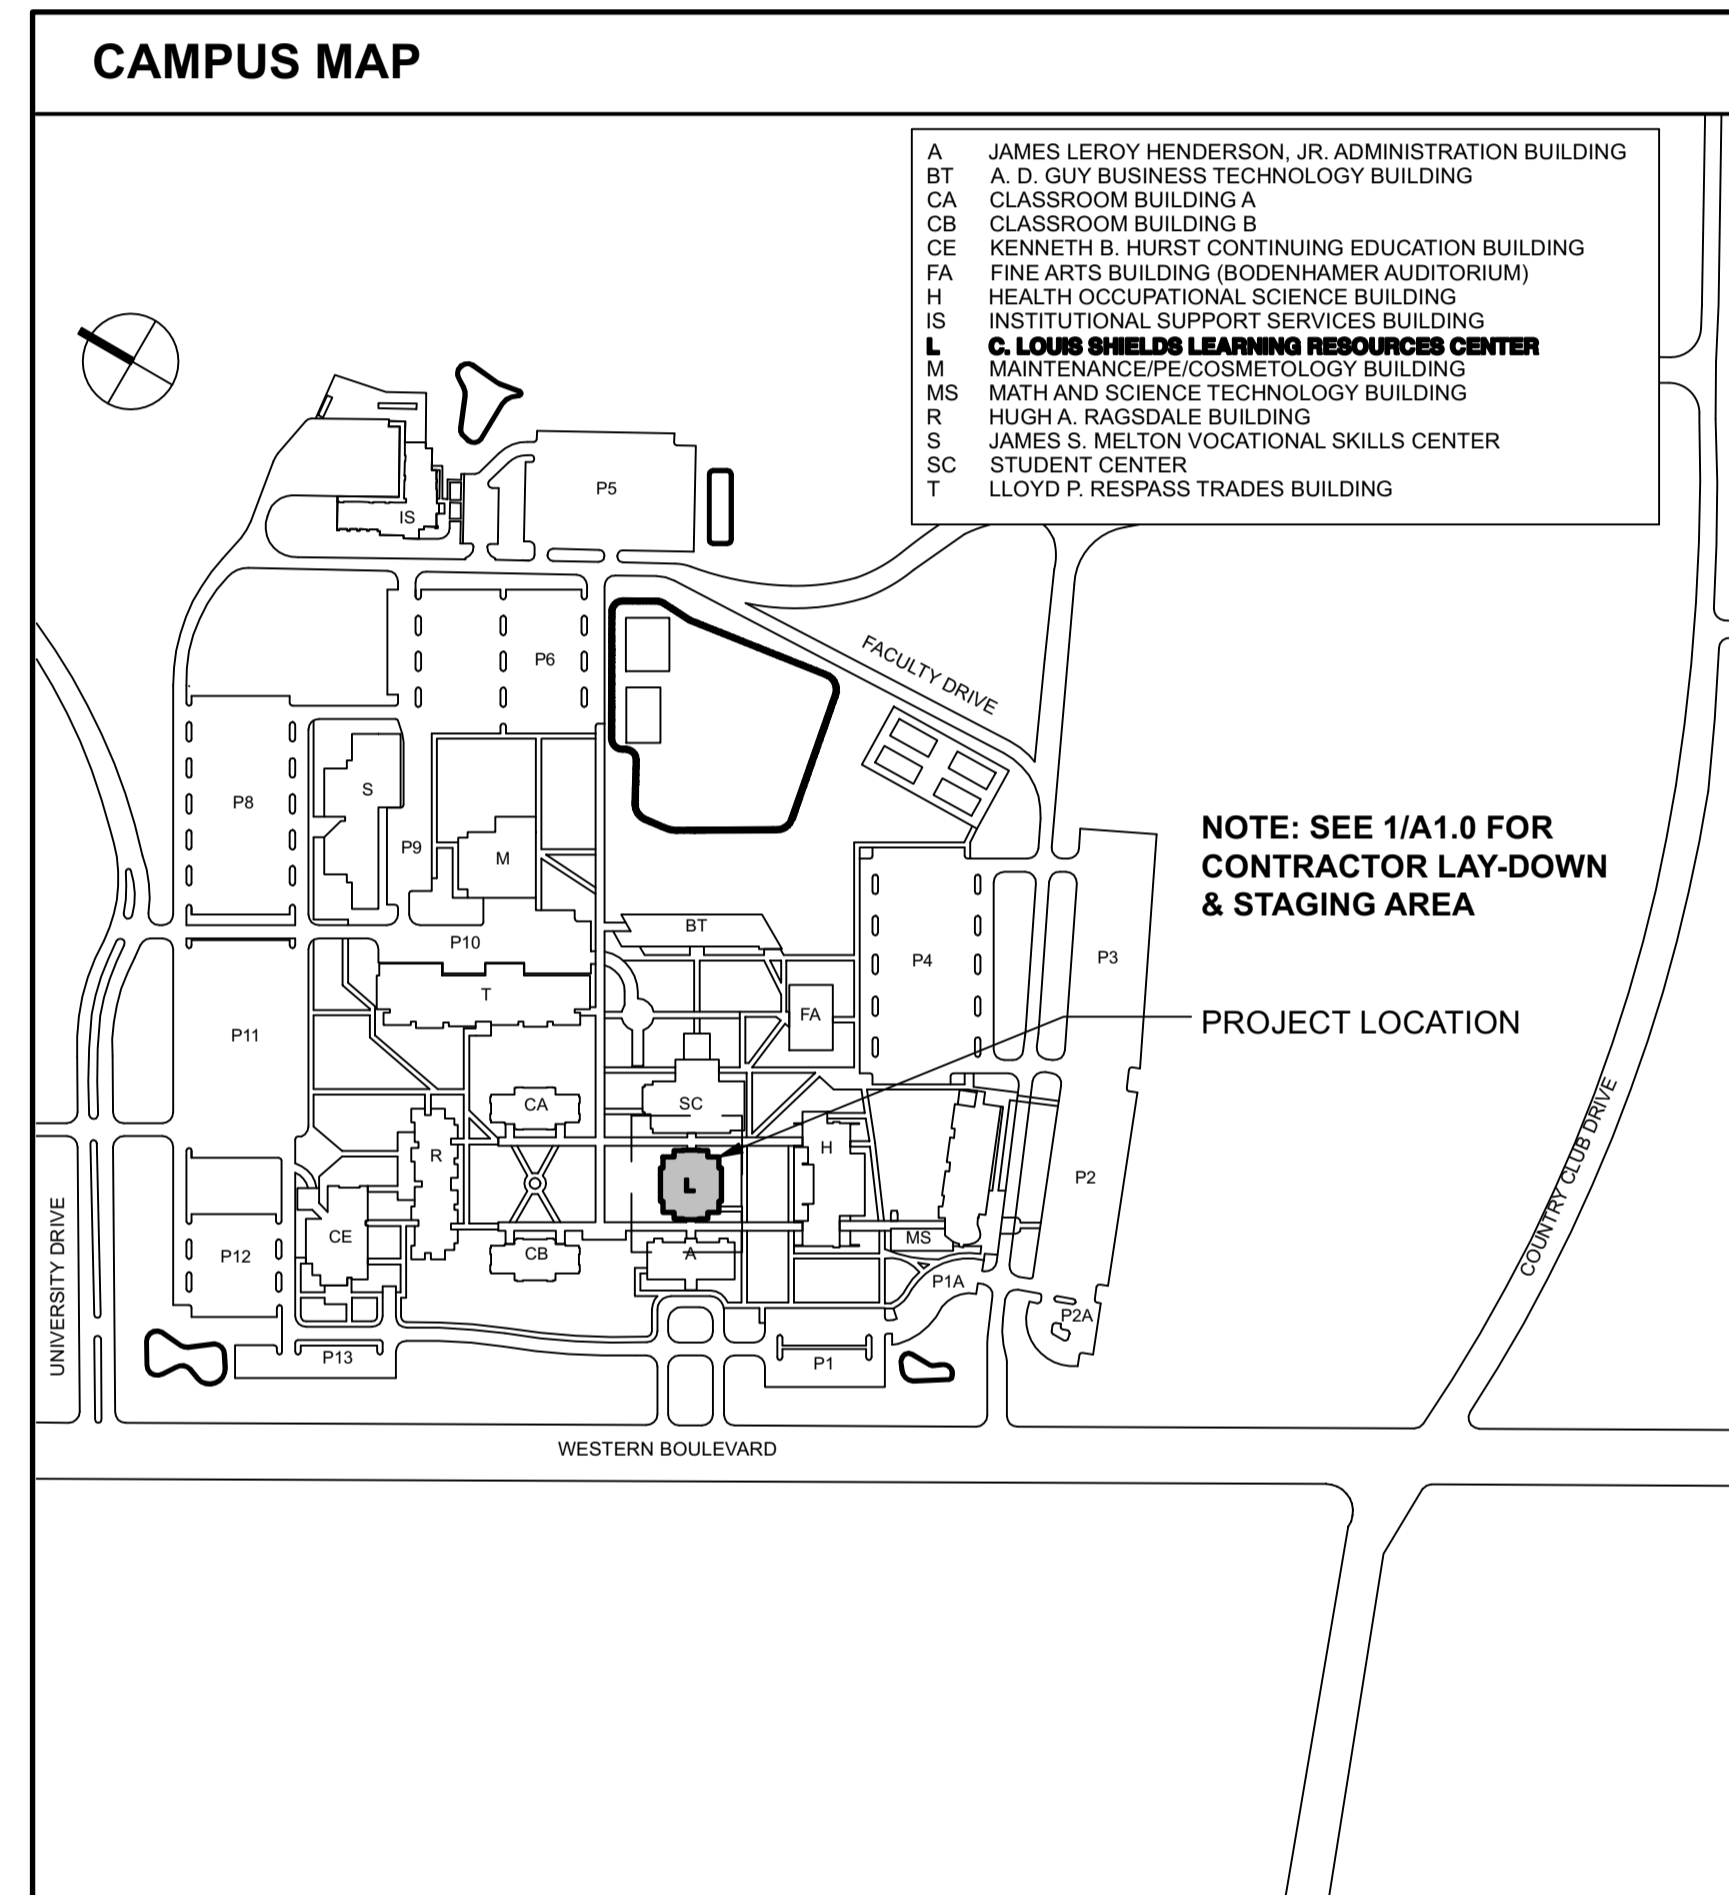 CAMPUS MAP
A JAMES LEROY HENDERSON, JR. ADMINISTRATION BUILDING
BT A. D. GUY BUSINESS TECHNOLOGY BUILDING
CA CLASSROOM BUILDING A
CB CLASSROOM BUILDING B
CE KENNETH B. HURST CONTINUING EDUCATION BUILDING
FA FINE ARTS BUILDING (BODENHAMER AUDITORIUM)
H HEALTH OCCUPATIONAL SCIENCE BUILDING
IS INSTITUTIONAL SUPPORT SERVICES BUILDING
L C. LOUIS SHIELDS LEARNING RESOURCES CENTER
M MAINTENANCE/PE/COSMETOLOGY BUILDING
MS MATH AND SCIENCE TECHNOLOGY BUILDING
R HUGH A. RAGSDALE BUILDING
S JAMES S. MELTON VOCATIONAL SKILLS CENTER
SC STUDENT CENTER
T LLOYD P. RESPASS TRADES BUILDING
P5
IS
P6
FACULTY DRIVE
S
P8
P9
M
NOTE: SEE 1/A1.0 FOR
CONTRACTOR LAY-DOWN
& STAGING AREA
BT
P10
P4
P3
T
FA
PROJECT LOCATION
P11
CA
SC
H
R
L
P2
COUNTRY CLUB DRIVE
UNIVERSITY DRIVE
CE
MS
P12
CB
A
P1A
P2A
P13
P1
WESTERN BOULEVARD